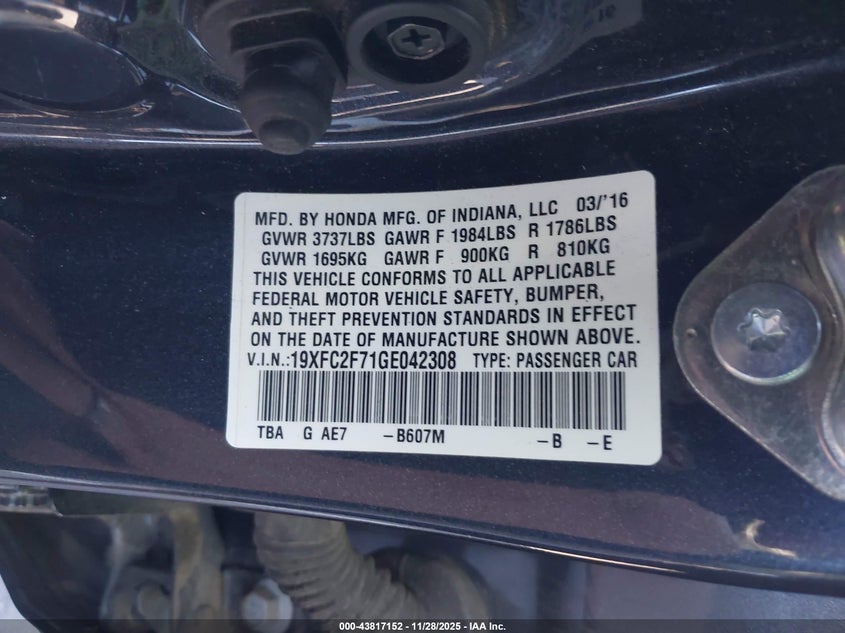 MFD. BY HONDA MFG. OF INDIANA, LLC 03/'16
GVWR 3737LBS GAWR F 1984LBS R 1786LBS
GVWR 1695KG GAWR F 900KG R 810KG
THIS VEHICLE CONFORMS TO ALL APPLICABLE
FEDERAL MOTOR VEHICLE SAFETY, BUMPER,
AND THEFT PREVENTION STANDARDS IN EFFECT
ON THE DATE OF MANUFACTURE SHOWN ABOVE.
V.I.N.:19XFC2F71GE042308 TYPE: PASSENGER CAR
TBA G AE7 -B607M -B -E
000-43817152 - 11/28/2025 - IAA Inc.